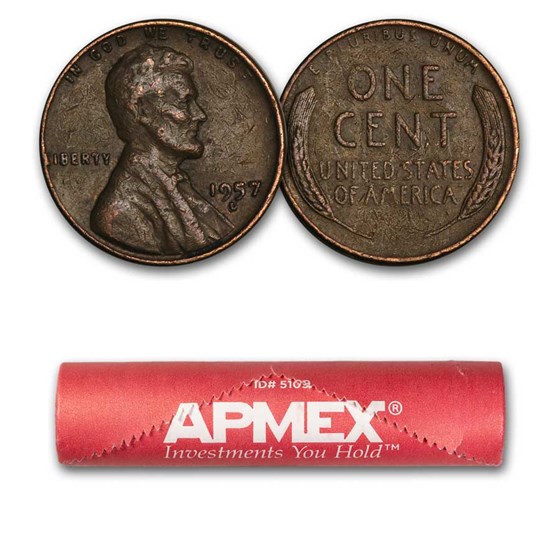 IN GOD WE TRUST
LIBERTY
1957
E PLURIBUS UNUM
ONE
CENT
UNITED STATES
OF AMERICA
APMEX®
Investments You Hold™